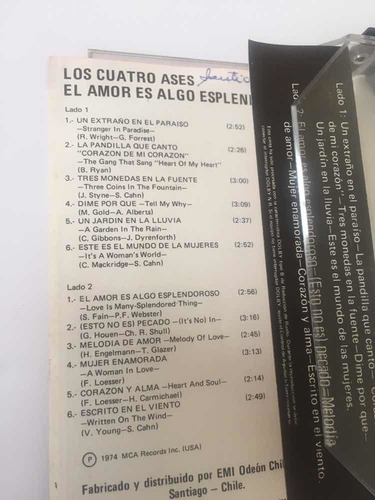 LOS CUATRO ASES
EL AMOR ES ALGO ESPLEN
Lado 1
1.- UN EXTRAÑO EN EL PARAISO (2:52)
—Stranger In Paradise—
(R. Wright—G. Forrest)
2.- LA PANDILLA QUE CANTO (2:26)
"CORAZON DE MI CORAZON"
—The Gang That Sang "Heart Of My Heart"
(B. Ryan)
3.- TRES MONEDAS EN LA FUENTE (3:00)
—Three Coins In The Fountain—
(J. Styne—S. Cahn)
4.- DIME POR QUE —Tell My Why— (3:09)
(M. Gold—A. Alberts)
5.- UN JARDIN EN LA LLUVIA (2:37)
—A Garden In The Rain—
(C. Gibbons—J. Dyrenforth)
6.- ESTE ES EL MUNDO DE LA MUJERES (2:52)
—It's A Woman's World—
(C. Mackridge—S. Cahn)
Lado 2
1.- EL AMOR ES ALGO ESPLENDOROSO (2:56)
—Love Is Many-Splendored Thing—
(S. Fain—P.F. Webster)
2.- (ESTO NO ES) PECADO —(It's No) In— (3:16)
(G. Houen—Ch. R. Shull)
3.- MELODIA DE AMOR —Melody Of Love— (2:45)
(H. Engelmann—T. Glazer)
4.- MUJER ENAMORADA (3:13)
—A Woman In Love—
(F. Loesser)
5.- CORAZON Y ALMA —Heart And Soul— (2:14)
(F. Loesser—H. Carmichael)
6.- ESCRITO EN EL VIENTO (2:49)
—Written On The Wind—
(V. Young—S. Cahn)
Ⓟ 1974 MCA Records Inc. (USA)
Fabricado y distribuido por EMI Odeón Chil
Santiago — Chile.
Lado 1: Un extraño en el paraíso — La pandilla que canto —Corazón
de mi corazón"— Tres monedas en la fuente— Dime por que—
Un jardín en la lluvia—Este es el mundo de las mujeres.
Lado 2: El amor es algo esplendoroso—(Esto no es) pecado —Melodía
de amor— Mujer enamorada—Corazón y alma—Escrito en el viento.